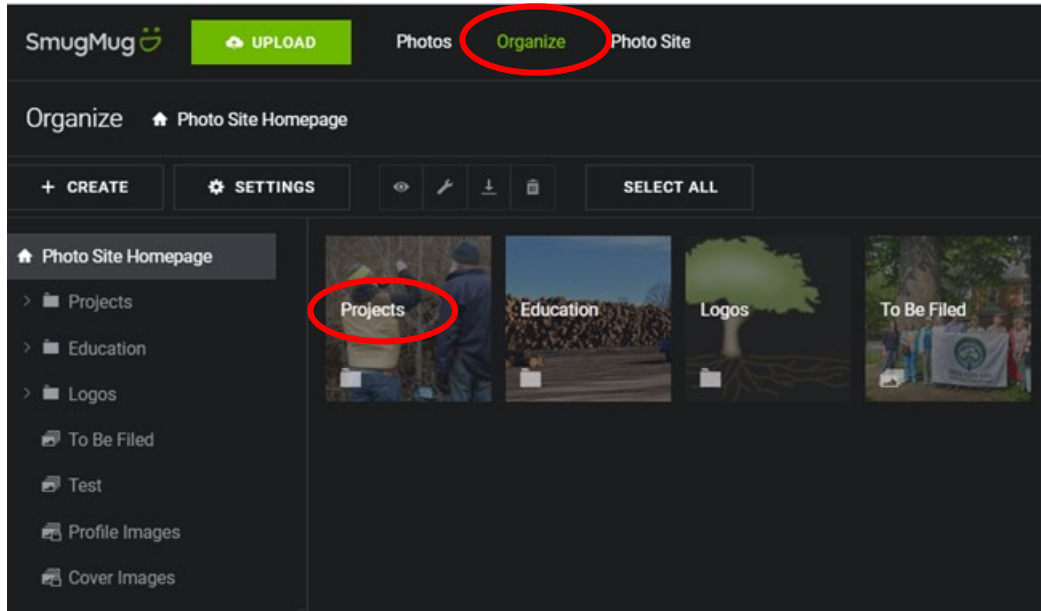 SmugMug UPLOAD Photos Organize Photo Site
Organize Photo Site Homepage
+ CREATE SETTINGS SELECT ALL
Photo Site Homepage
Projects
Education
Logos
To Be Filed
Test
Profile Images
Cover Images
Projects Education Logos To Be Filed